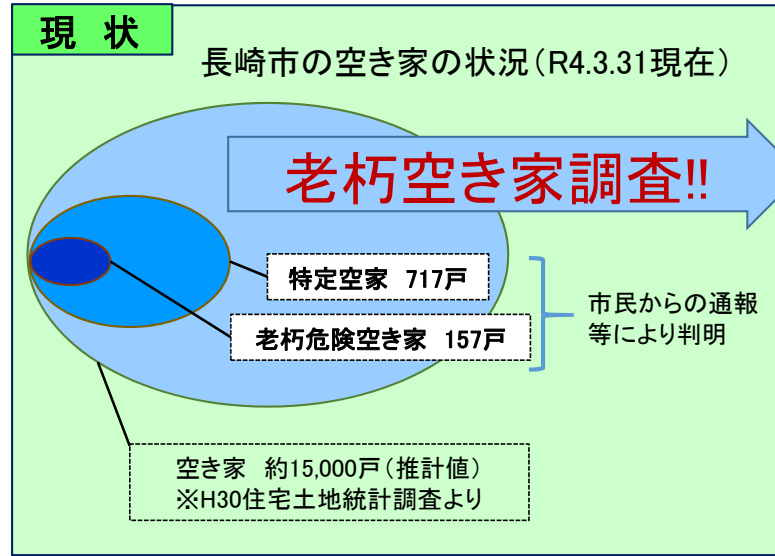 現 状
長崎市の空き家の状況(R4.3.31現在)
老朽空き家調査!!
特定空家 717戸
老朽危険空き家 157戸
市民からの通報
等により判明
空き家 約15,000戸(推計値)
※H30住宅土地統計調査より